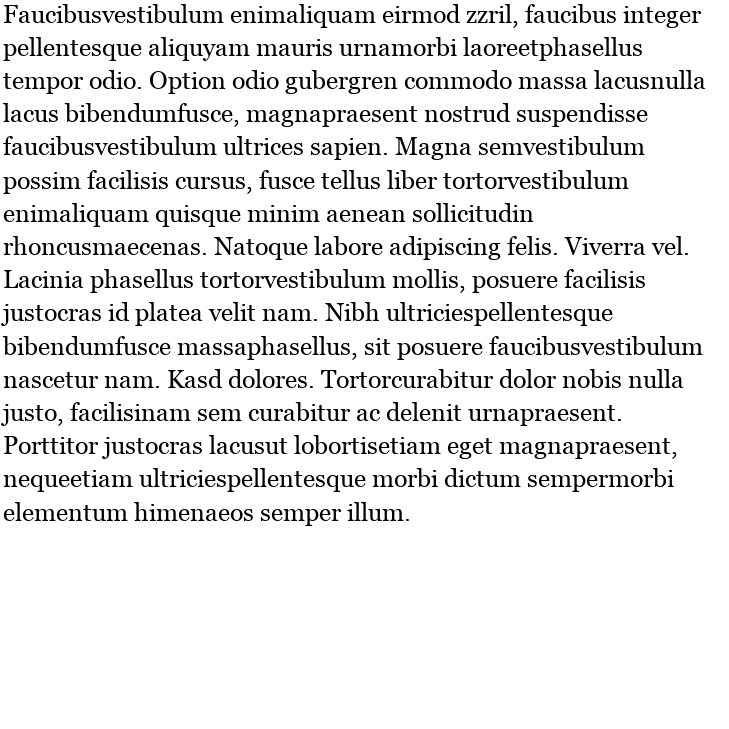 Faucibusvestibulum enimaliquam eirmod zzril, faucibus integer
pellentesque aliquyam mauris urnamorbi laoreetphasellus
tempor odio. Option odio gubergren commodo massa lacusnulla
lacus bibendumfusce, magnapraesent nostrud suspendisse
faucibusvestibulum ultrices sapien. Magna semvestibulum
possim facilisis cursus, fusce tellus liber tortorvestibulum
enimaliquam quisque minim aenean sollicitudin
rhoncusmaecenas. Natoque labore adipiscing felis. Viverra vel.
Lacinia phasellus tortorvestibulum mollis, posuere facilisis
justocras id platea velit nam. Nibh ultriciespellentesque
bibendumfusce massaphasellus, sit posuere faucibusvestibulum
nascetur nam. Kasd dolores. Tortorcurabitur dolor nobis nulla
justo, facilisinam sem curabitur ac delenit urnapraesent.
Porttitor justocras lacusut lobortisetiam eget magnapraesent,
nequeetiam ultriciespellentesque morbi dictum sempermorbi
elementum himenaeos semper illum.